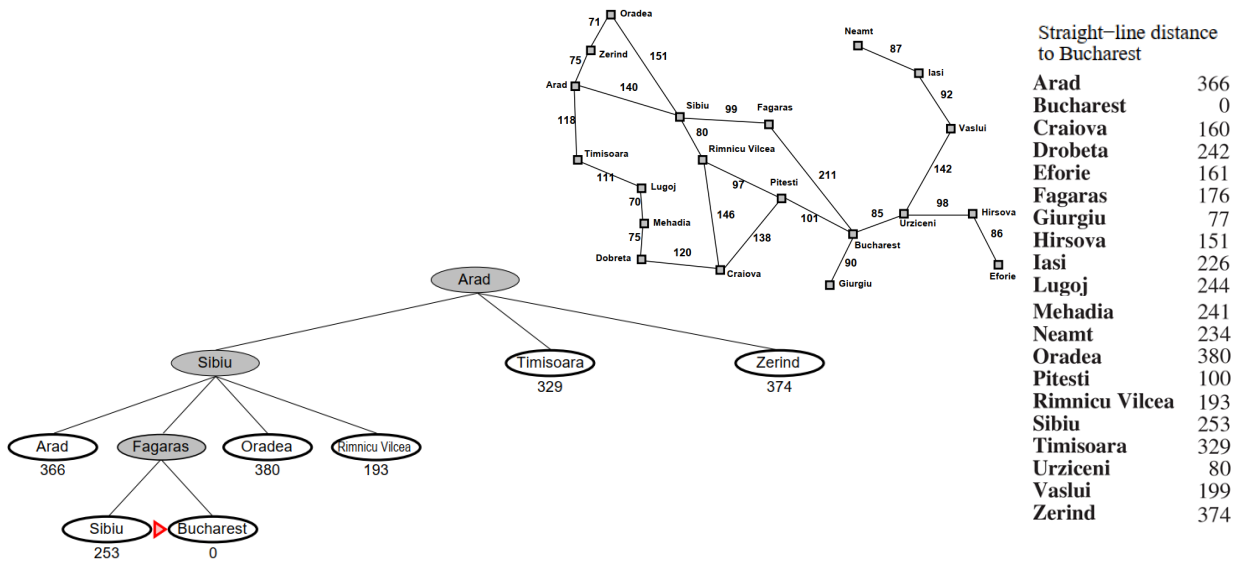 Oradea
71
Neamt
87
Zerind
Iasi
75
151
Arad
140
92
Sibiu
99
Fagaras
118
80
Vaslui
Timisoara
Rimnicu Vilcea
111
97
Pitesti
211
142
Lugoj
70
146
98
Hirsova
Mehadia
101
85
Urziceni
138
86
75
Bucharest
Dobreta
120
90
Craiova
Eforie
Giurgiu
Straight−line distance
to Bucharest
Arad 366
Bucharest 0
Craiova 160
Drobeta 242
Eforie 161
Fagaras 176
Giurgiu 77
Hirsova 151
Iasi 226
Lugoj 244
Mehadia 241
Neamt 234
Oradea 380
Pitesti 100
Rimnicu Vilcea 193
Sibiu 253
Timisoara 329
Urziceni 80
Vaslui 199
Zerind 374
Arad
Sibiu
Timisoara
Zerind
329
374
Arad
Fagaras
Oradea
Rimnicu Vilcea
366
380
193
Sibiu
Bucharest
253
0